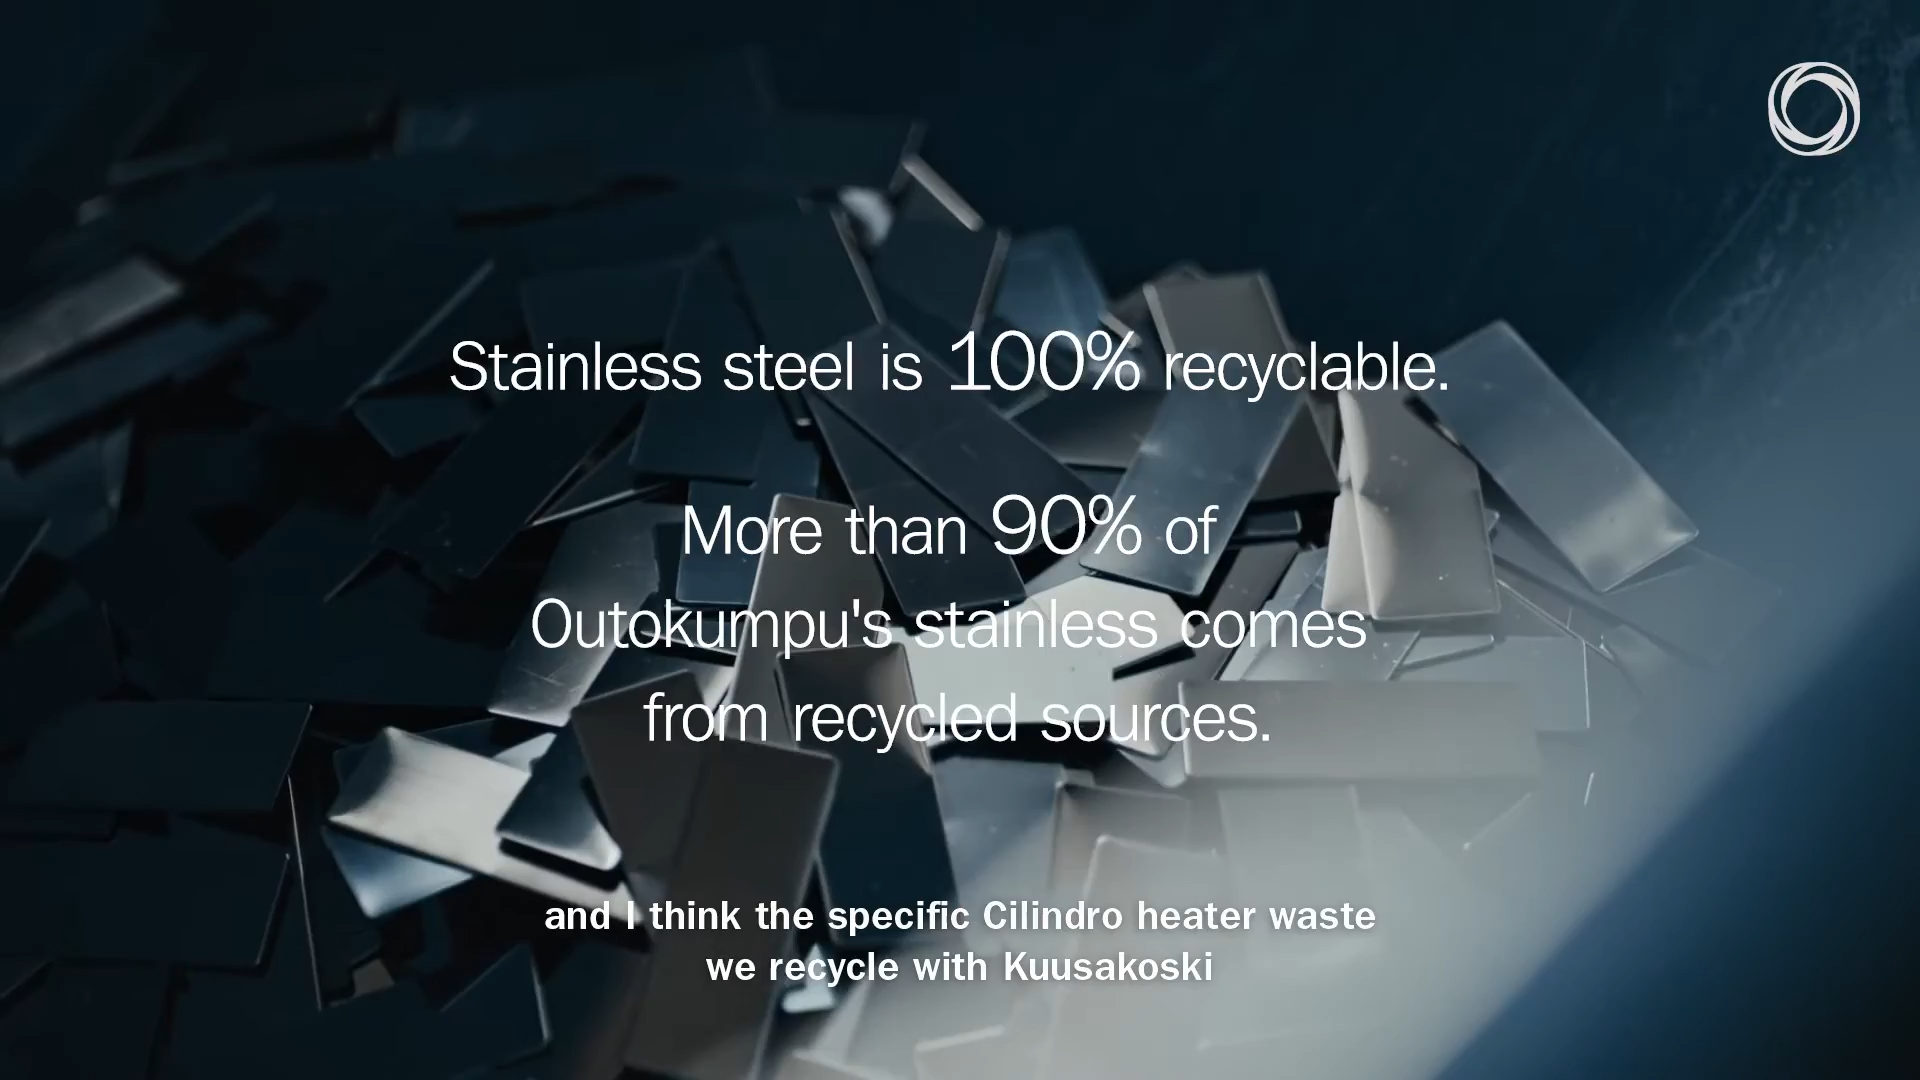 Stainless steel is 100% recyclable.
More than 90% of
Outokumpu's stainless comes
from recycled sources.
and I think the specific Cilindro heater waste
we recycle with Kuusakoski